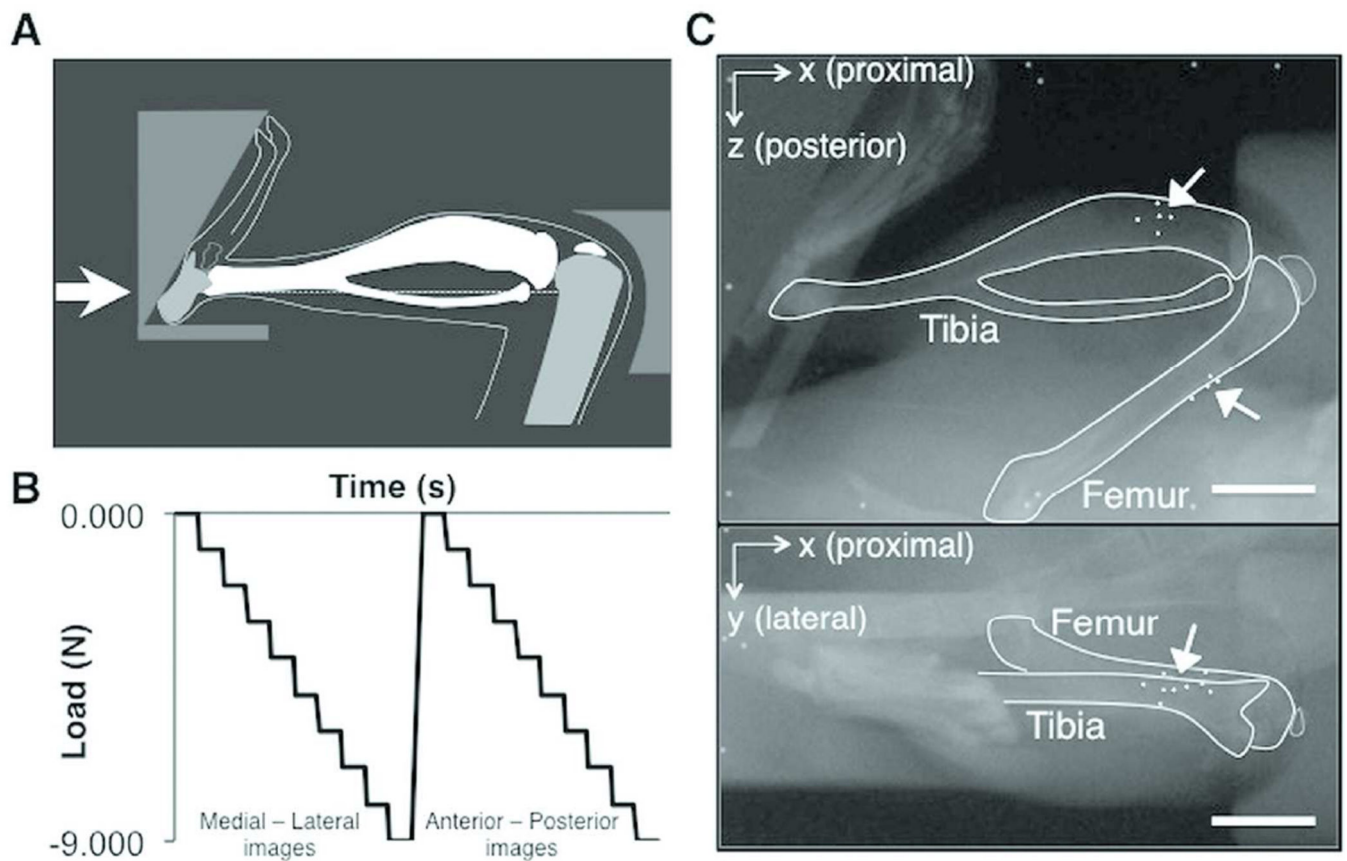 A
B
Time (s)
0.000
Load (N)
-9.000
Medial – Lateral
images
Anterior – Posterior
images
C
x (proximal)
z (posterior)
Tibia
Femur
x (proximal)
y (lateral)
Femur
Tibia